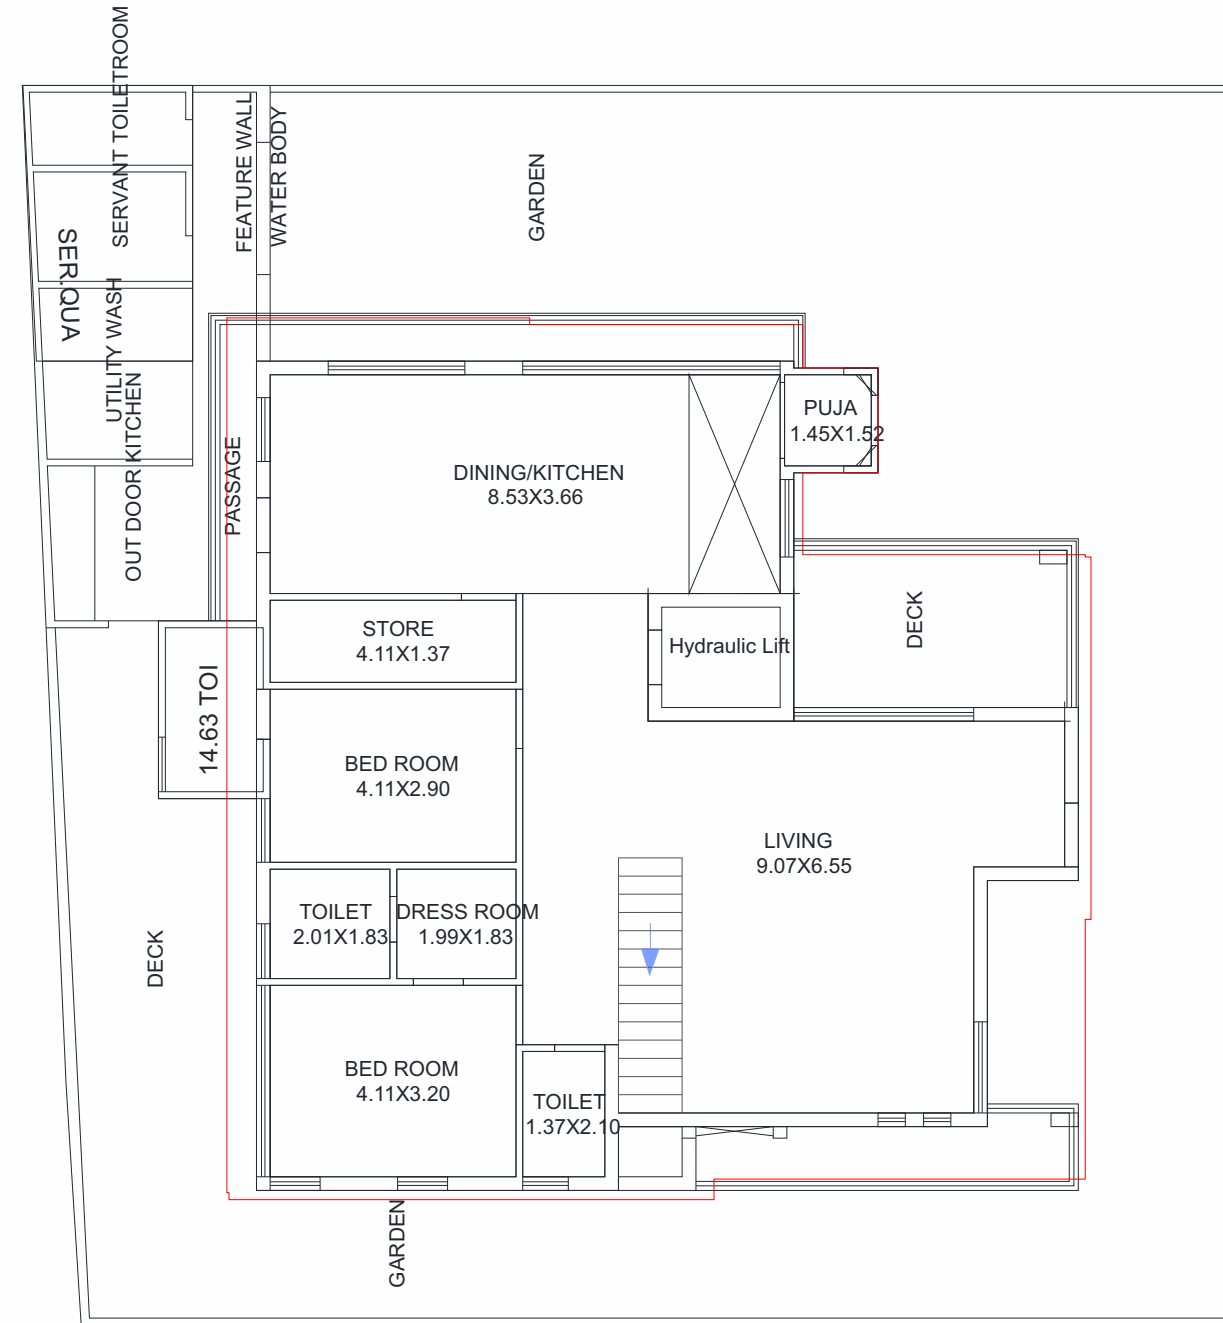 SERVANT TOILETROOM
FEATURE WALL
WATER BODY
GARDEN
SER.QUA
UTILITY WASH
OUT DOOR KITCHEN
PASSAGE
PUJA
1.45X1.52
DINING/KITCHEN
8.53X3.66
STORE
4.11X1.37
Hydraulic Lift
DECK
14.63 TOI
BED ROOM
4.11X2.90
LIVING
9.07X6.55
TOILET
2.01X1.83
DRESS ROOM
1.99X1.83
DECK
BED ROOM
4.11X3.20
TOILET
1.37X2.10
GARDEN